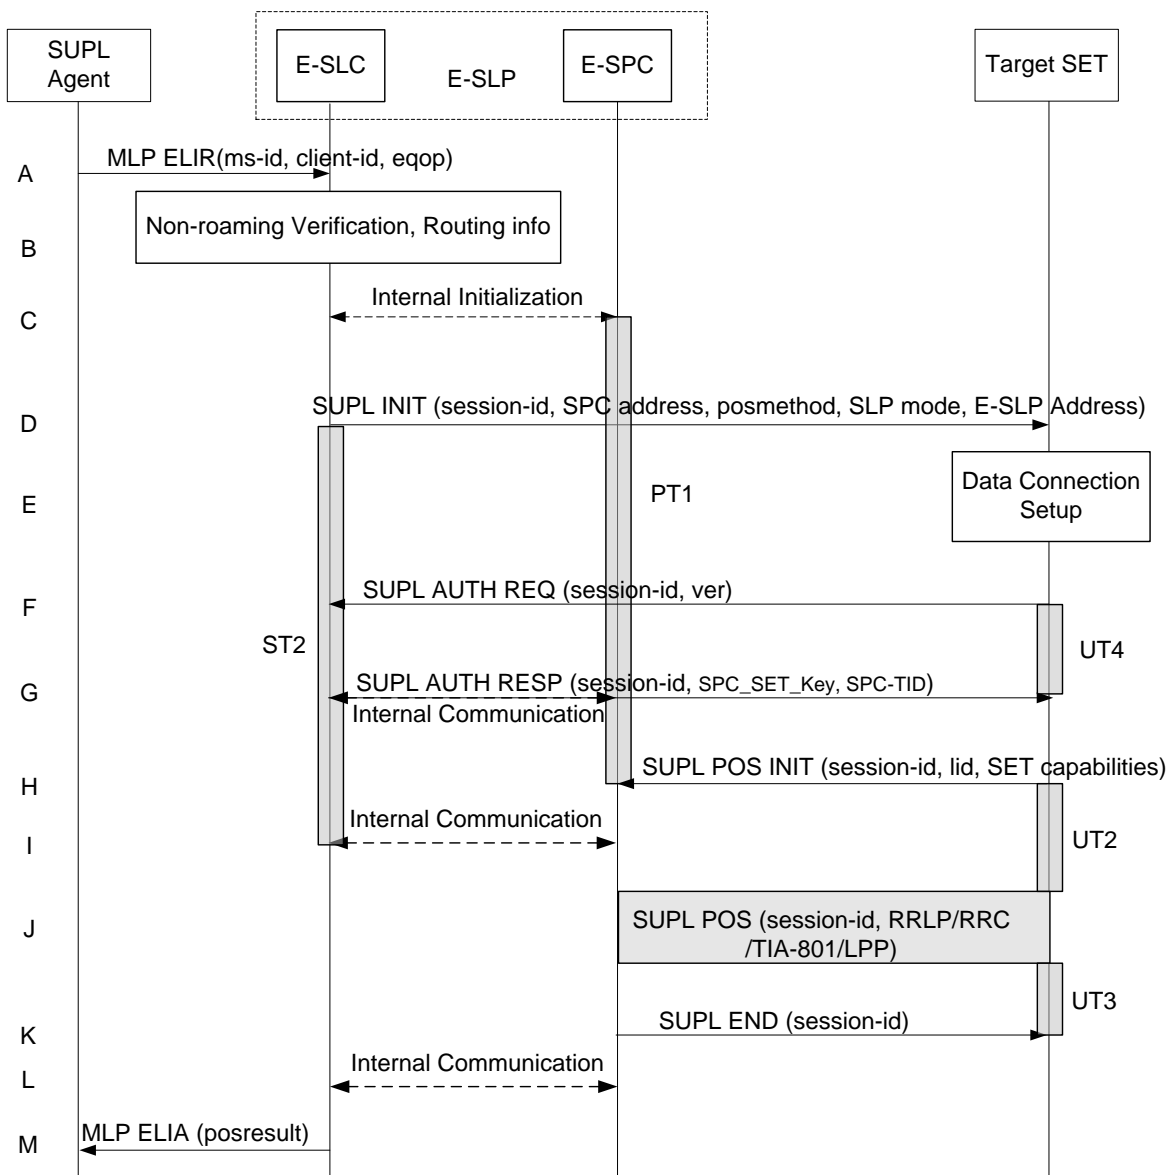 SUPL
Agent
E-SLC
E-SLP
E-SPC
Target SET
A
MLP ELIR(ms-id, client-id, eqop)
B
Non-roaming Verification, Routing info
C
Internal Initialization
D
SUPL INIT (session-id, SPC address, posmethod, SLP mode, E-SLP Address)
E
PT1
Data Connection
Setup
F
SUPL AUTH REQ (session-id, ver)
ST2
UT4
G
SUPL AUTH RESP (session-id, SPC_SET_Key, SPC-TID)
Internal Communication
H
SUPL POS INIT (session-id, lid, SET capabilities)
I
Internal Communication
UT2
J
SUPL POS (session-id, RRLP/RRC
/TIA-801/LPP)
UT3
K
SUPL END (session-id)
L
Internal Communication
M
MLP ELIA (posresult)